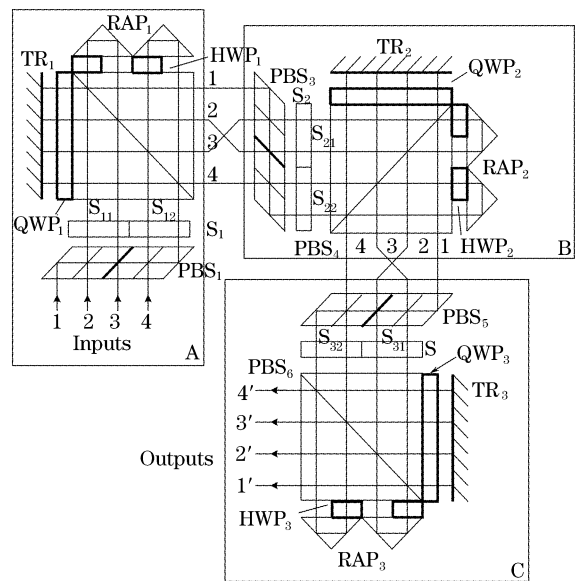 RAP1
TR1
HWP1
1
2
3
4
QWP1
S11 S12
S1
PBS1
1 2 3 4
Inputs
A
PBS3
S2
S21
S22
TR2
QWP2
RAP2
HWP2
PBS4
4 3 2 1
B
PBS5
S32 S31 S
PBS6
QWP3
TR3
4′
3′
2′
1′
Outputs
HWP3
RAP3
C